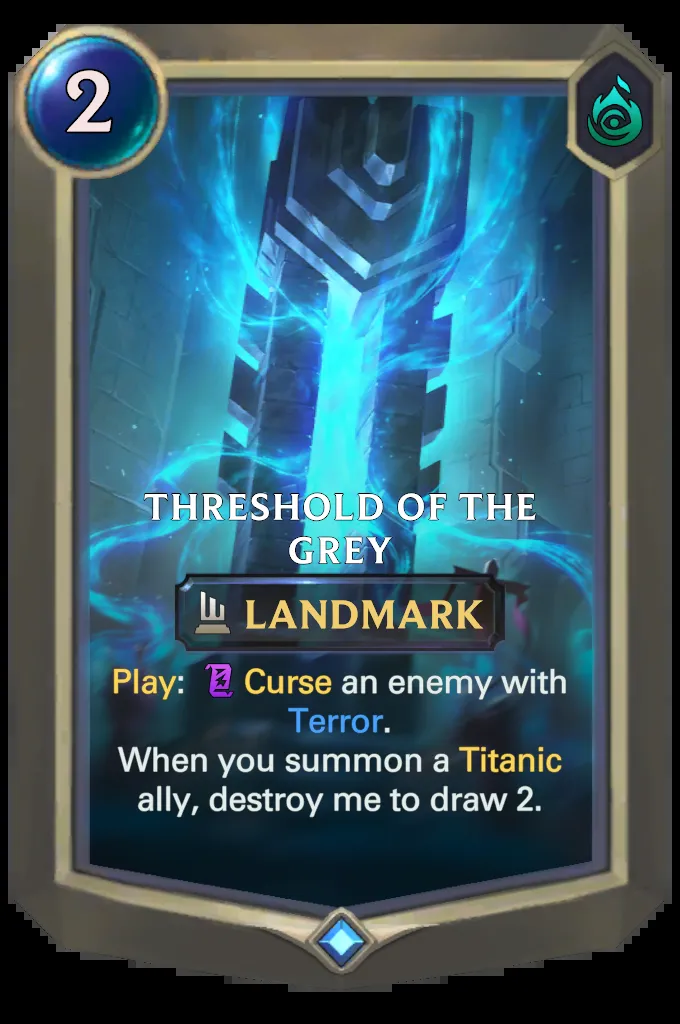 2
THRESHOLD OF THE
GREY
LANDMARK
Play: Curse an enemy with
Terror.
When you summon a Titanic
ally, destroy me to draw 2.